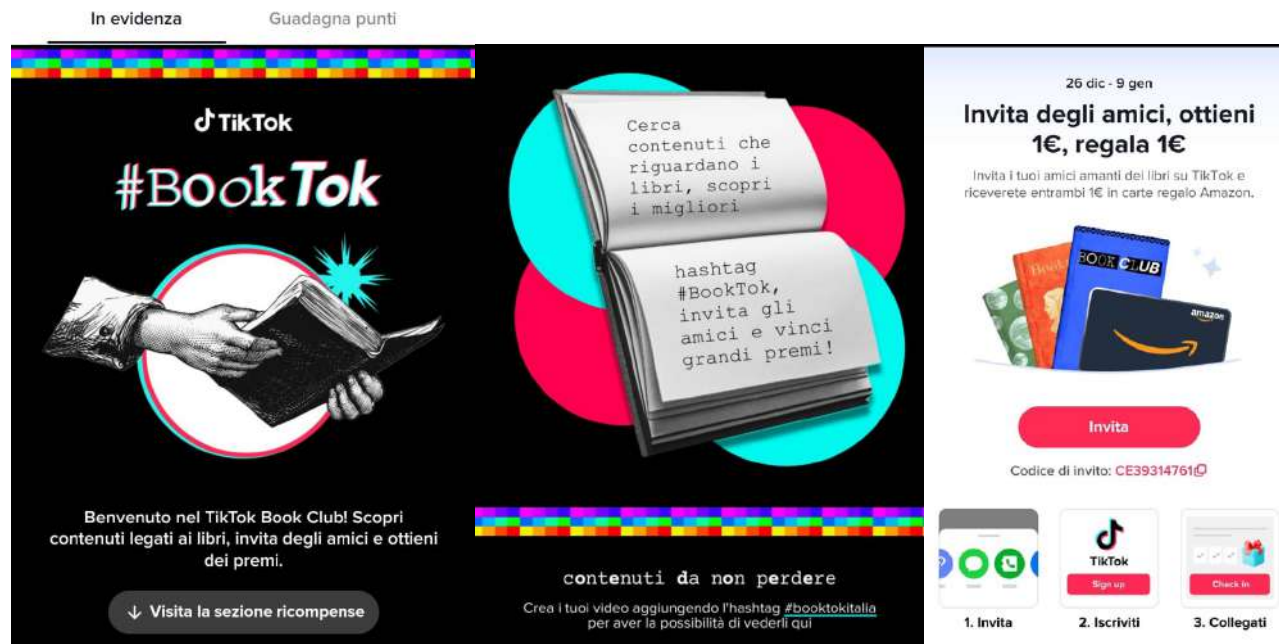 In evidenza
Guadagna punti
TikTok
#BookTok
Benvenuto nel TikTok Book Club! Scopri
contenuti legati ai libri, invita degli amici e ottieni
dei premi.
↓ Visita la sezione ricompense
Cerca
contenuti che
riguardano i
libri, scopri
i migliori
hashtag
#BookTok,
invita gli
amici e vinci
grandi premi!
contenuti da non perdere
Crea i tuoi video aggiungendo l'hashtag #booktokitalia
per aver la possibilità di vederli qui
26 dic - 9 gen
Invita degli amici, ottieni
1€, regala 1€
Invita i tuoi amici amanti dei libri su TikTok e
riceverete entrambi 1€ in carte regalo Amazon.
BOOK CLUB
amazon
Invita
Codice di invito: CE39314761
TikTok
Sign up
Check in
1. Invita
2. Iscriviti
3. Collegati